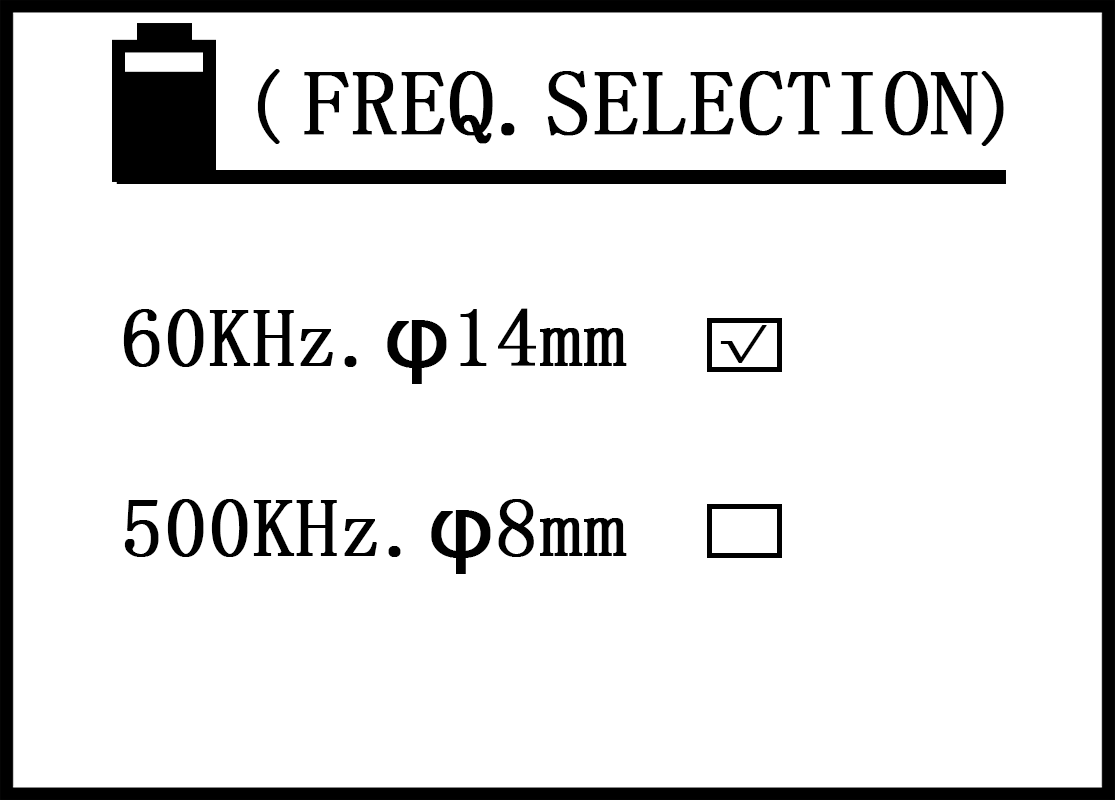 (FREQ.SELECTION)
60KHz.φ14mm ☑
500KHz.φ8mm ☐